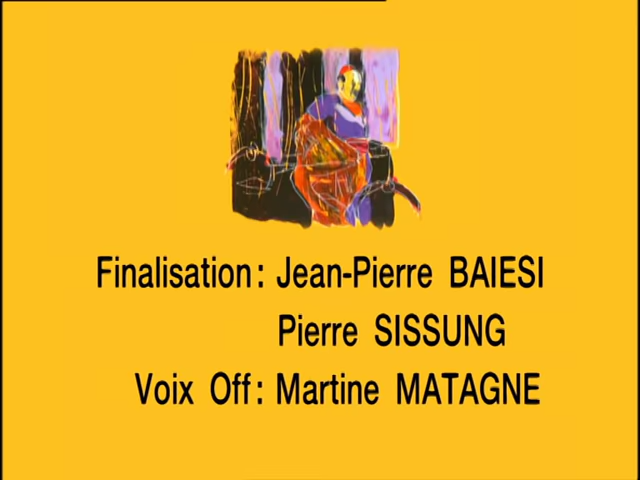 Finalisation: Jean-Pierre BAIESI
Pierre SISSUNG
Voix Off: Martine MATAGNE